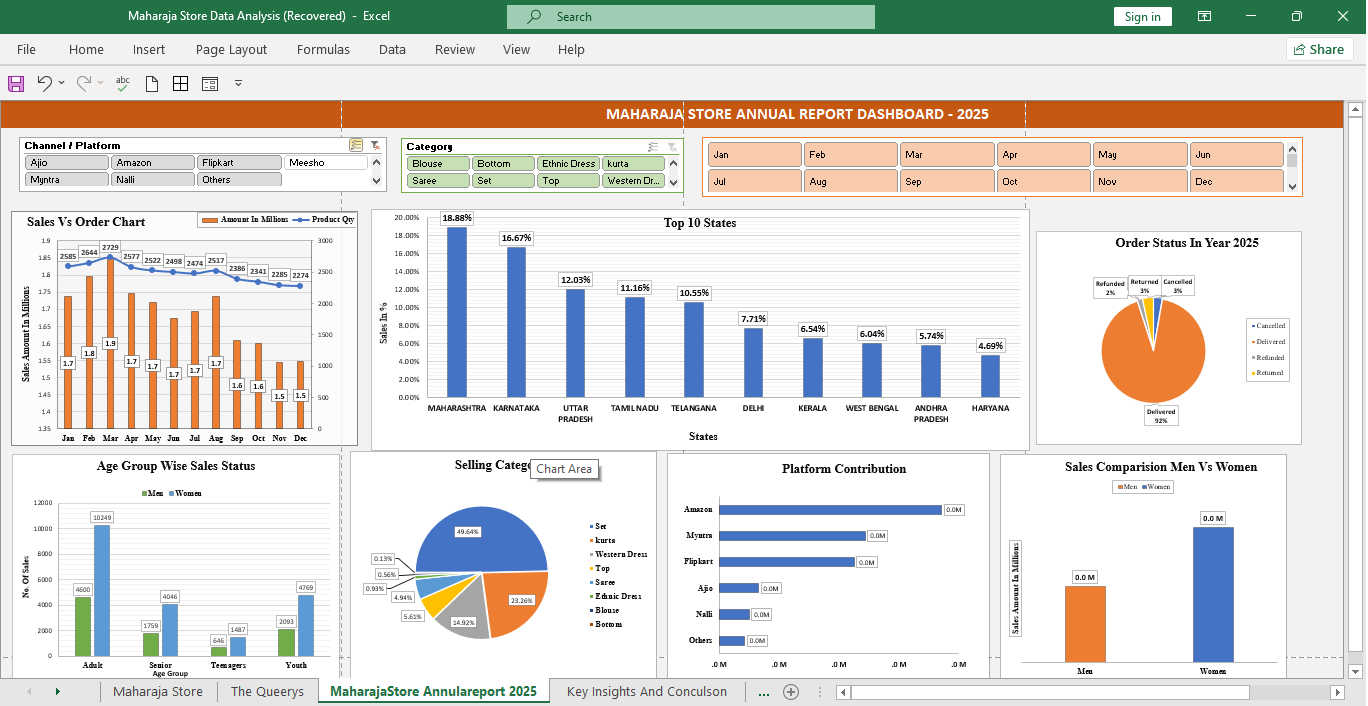 Maharaja Store Data Analysis (Recovered) - Excel
Search
Sign in
File Home Insert Page Layout Formulas Data Review View Help
Share
abc
MAHARAJA STORE ANNUAL REPORT DASHBOARD - 2025
Channel / Platform
Ajio Amazon Flipkart Meesho
Myntra Nalli Others
Category
Blouse Bottom Ethnic Dress kurta
Saree Set Top Western Dr...
Jan Feb Mar Apr May Jun
Jul Aug Sep Oct Nov Dec
Sales Vs Order Chart
Amount In Millions Product Qty
Sales Amount In Millions
1.9
1.85
1.8
1.75
1.7
1.65
1.6
1.55
1.5
1.45
1.4
1.35
2585 2644 2729 2577 2522 2498 2474 2517 2386 2341 2285 2274
1.7 1.8 1.9 1.7 1.7 1.7 1.7 1.7 1.6 1.6 1.5 1.5
3000
2500
2000
1500
1000
500
0
Jan Feb Mar Apr May Jun Jul Aug Sep Oct Nov Dec
Top 10 States
Sales In %
20.00%
18.00%
16.00%
14.00%
12.00%
10.00%
8.00%
6.00%
4.00%
2.00%
0.00%
18.88% 16.67% 12.03% 11.16% 10.55% 7.71% 6.54% 6.04% 5.74% 4.69%
MAHARASHTRA KARNATAKA UTTAR PRADESH TAMIL NADU TELANGANA DELHI KERALA WEST BENGAL ANDHRA PRADESH HARYANA
States
Order Status In Year 2025
Refunded 2%
Returned 3%
Cancelled 3%
Delivered 92%
Cancelled
Delivered
Refunded
Returned
Age Group Wise Sales Status
Men Women
No. Of Sales
12000
10000
8000
6000
4000
2000
0
4600 10249 1759 4046 646 1487 2093 4769
Adult Senior Teenagers Youth
Age Group
Selling Catego
Chart Area
49.64%
23.26%
14.92%
5.61%
4.94%
0.93%
0.56%
0.13%
Set
kurta
Western Dress
Top
Saree
Ethnic Dress
Blouse
Bottom
Platform Contribution
Amazon 0.0M
Myntra 0.0M
Flipkart 0.0M
Ajio 0.0M
Nalli 0.0M
Others 0.0M
.0 M .0 M .0 M .0 M .0 M
Sales Comparision Men Vs Women
Men Women
Sales Amount In Millions
0.0 M 0.0 M
Men Women
Maharaja Store The Queerys MaharajaStore Annulareport 2025 Key Insights And Conculson ...